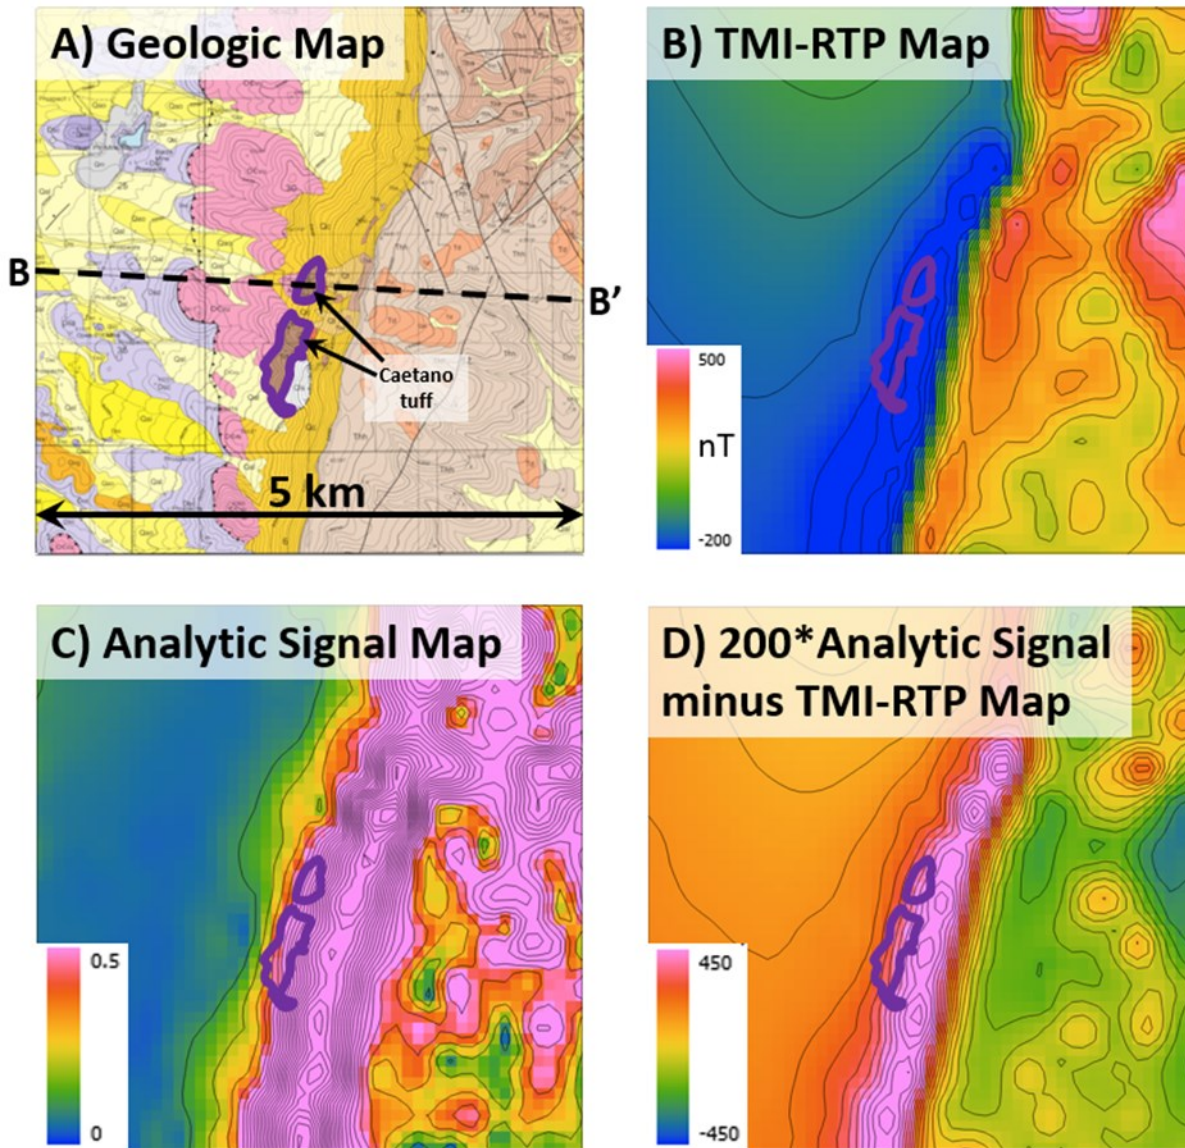 A) Geologic Map
B
B'
Caetano
tuff
5 km
B) TMI-RTP Map
500
nT
-200
C) Analytic Signal Map
0.5
0
D) 200*Analytic Signal
minus TMI-RTP Map
450
-450